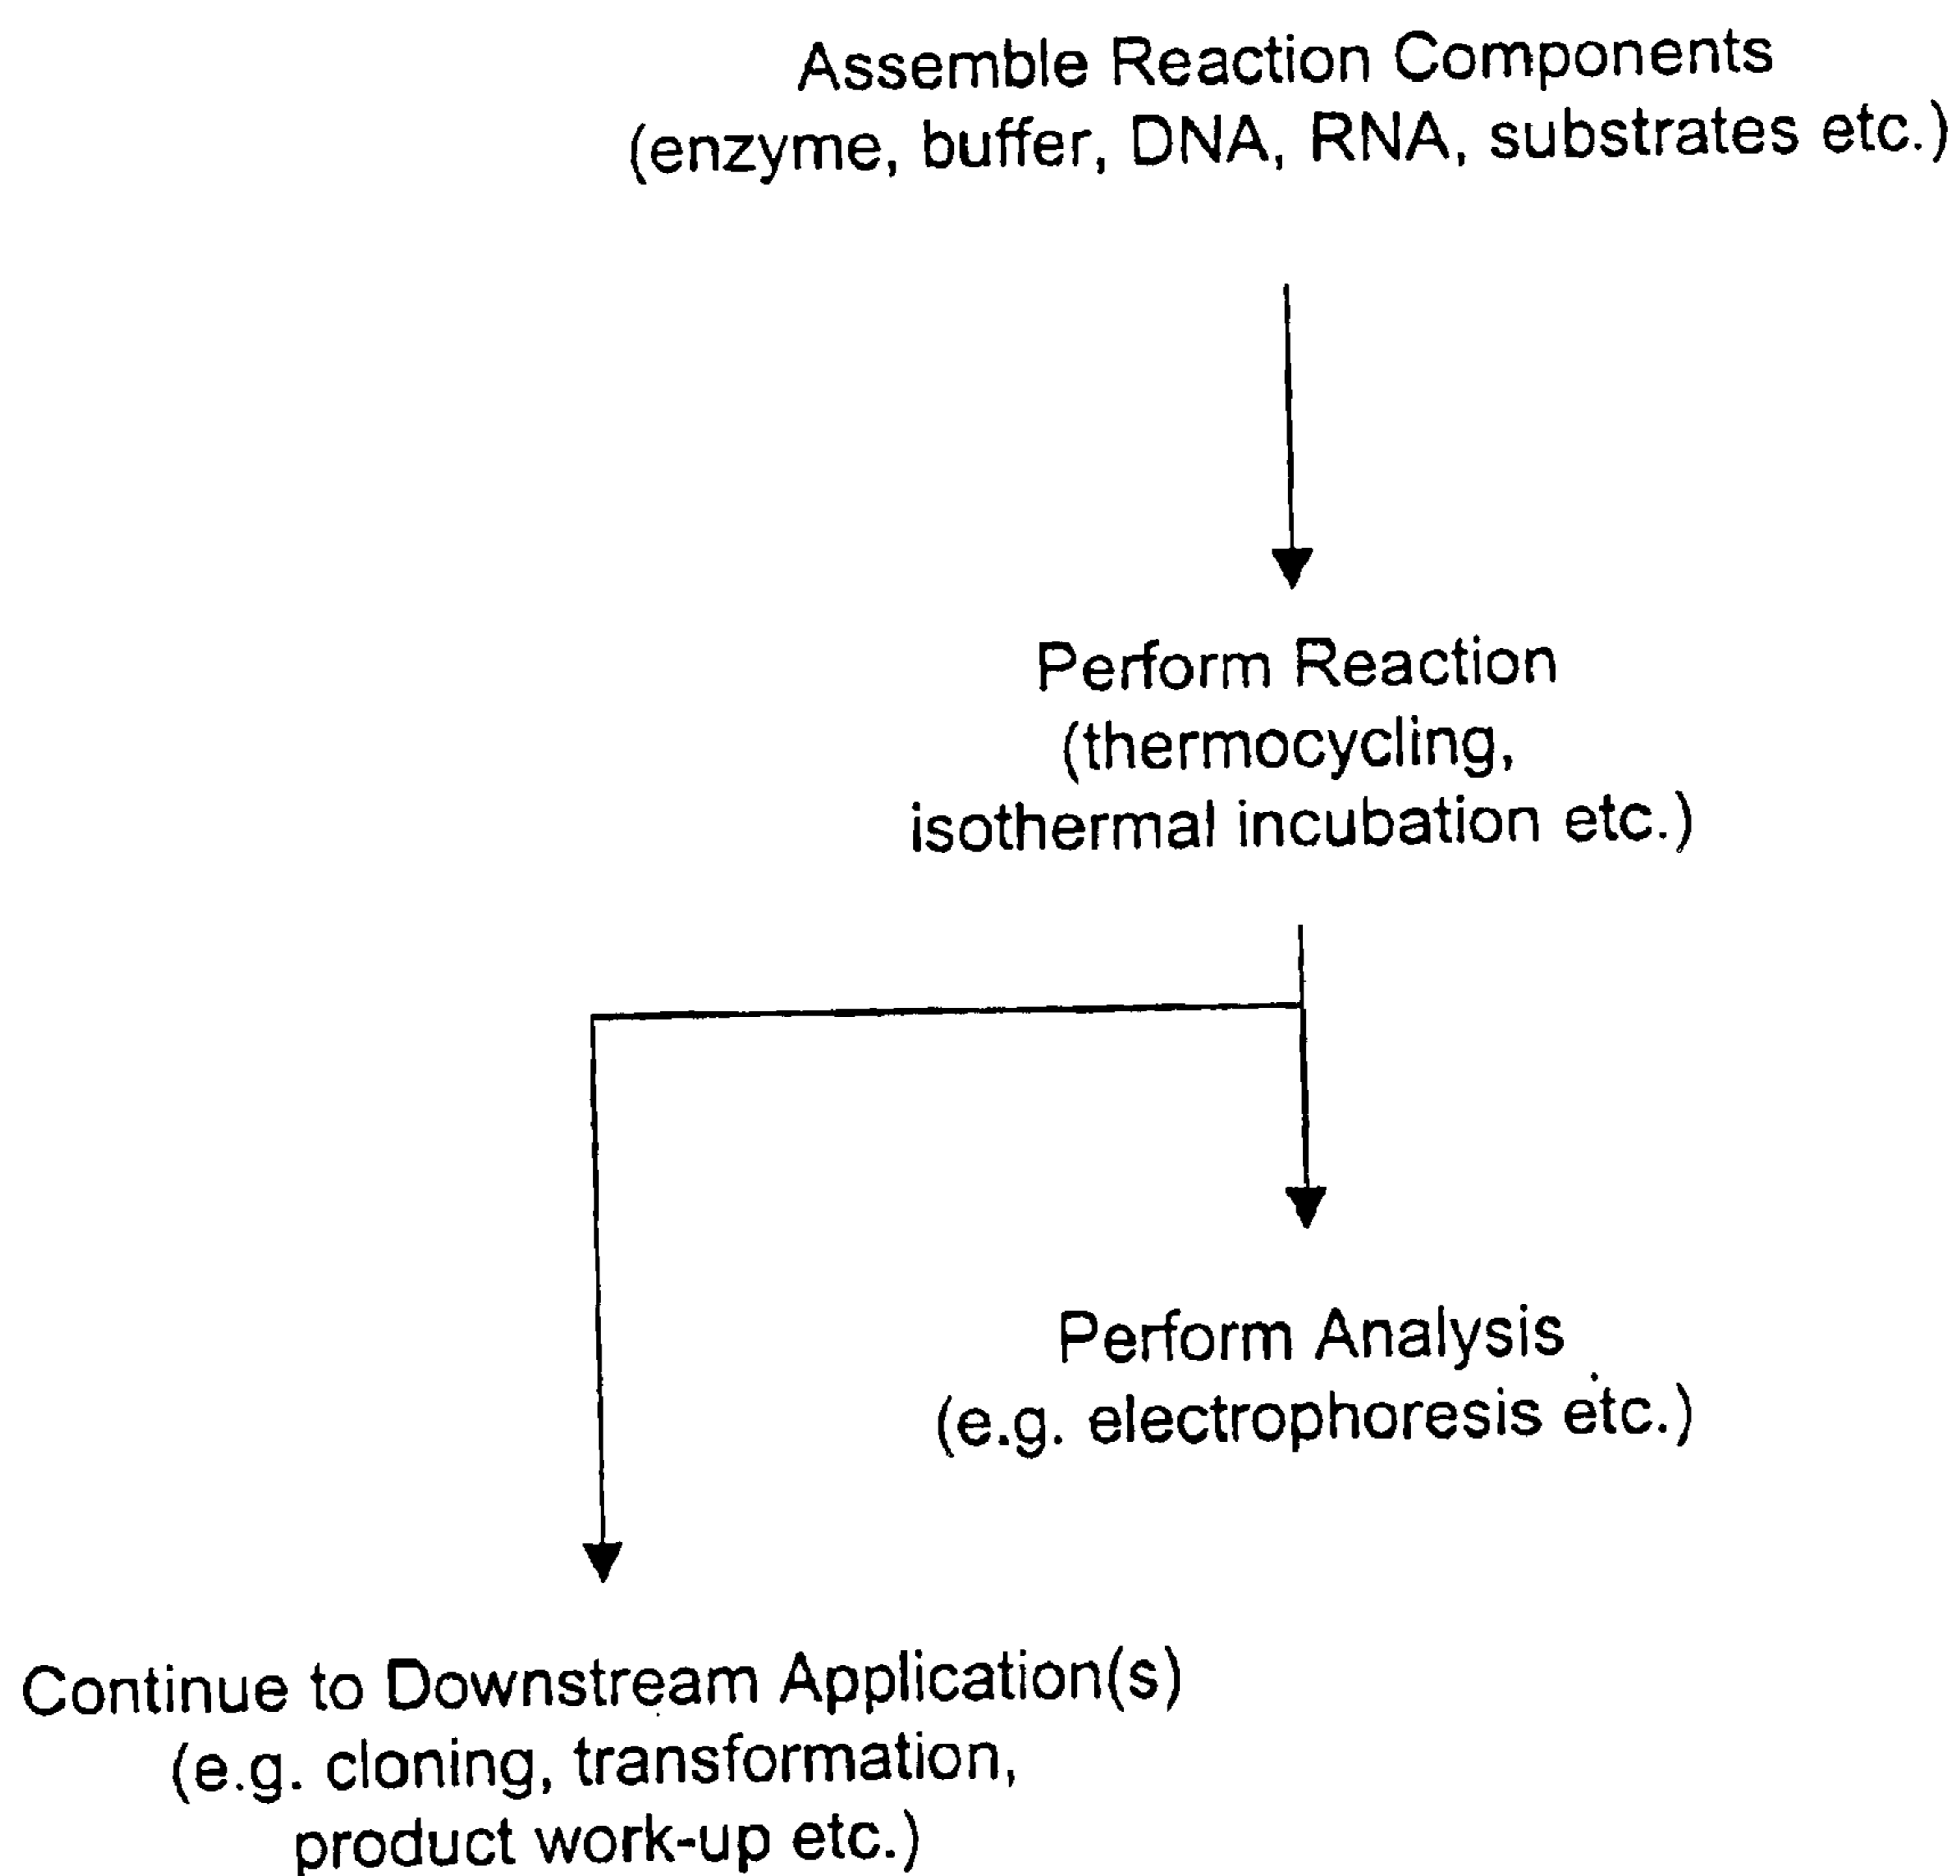 Assemble Reaction Components
(enzyme, buffer, DNA, RNA, substrates etc.)
Perform Reaction
(thermocycling,
isothermal incubation etc.)
Perform Analysis
(e.g. electrophoresis etc.)
Continue to Downstream Application(s)
(e.g. cloning, transformation,
product work-up etc.)